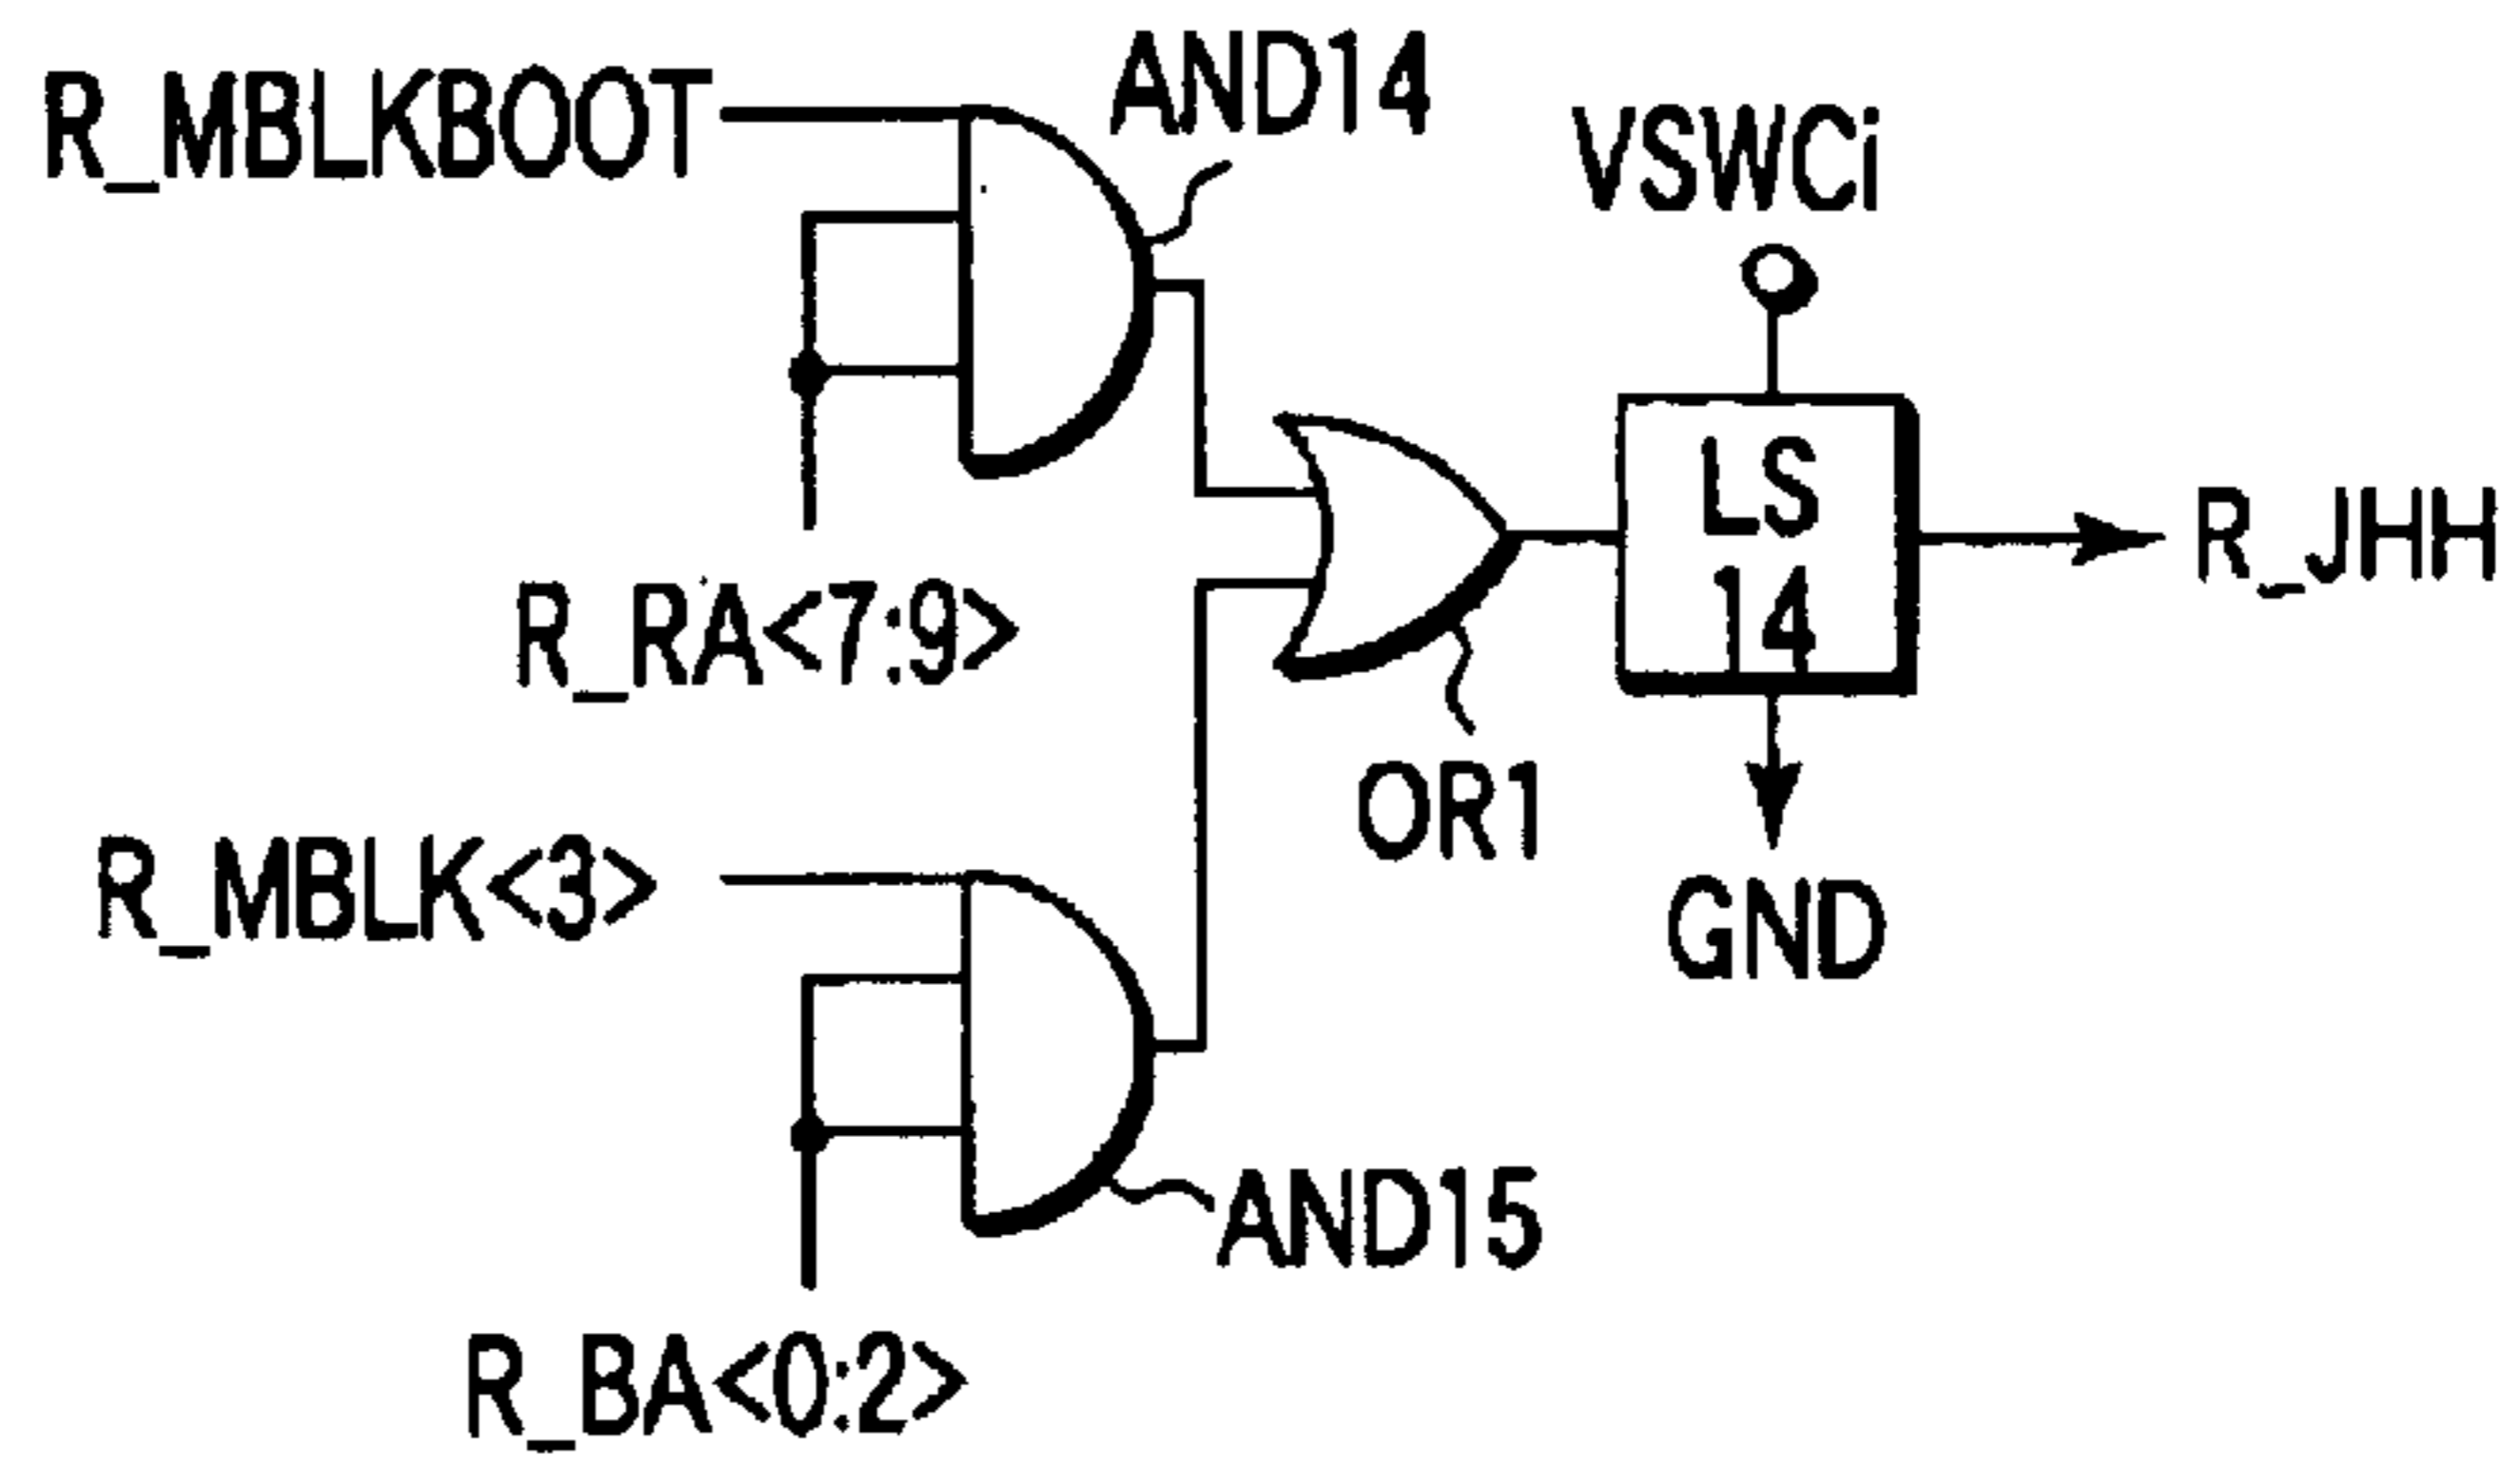 R_MBLKBOOT
AND14
VSWCi
LS
14
R_JHH
R_RA<7:9>
OR1
R_MBLK<3>
GND
AND15
R_BA<0:2>